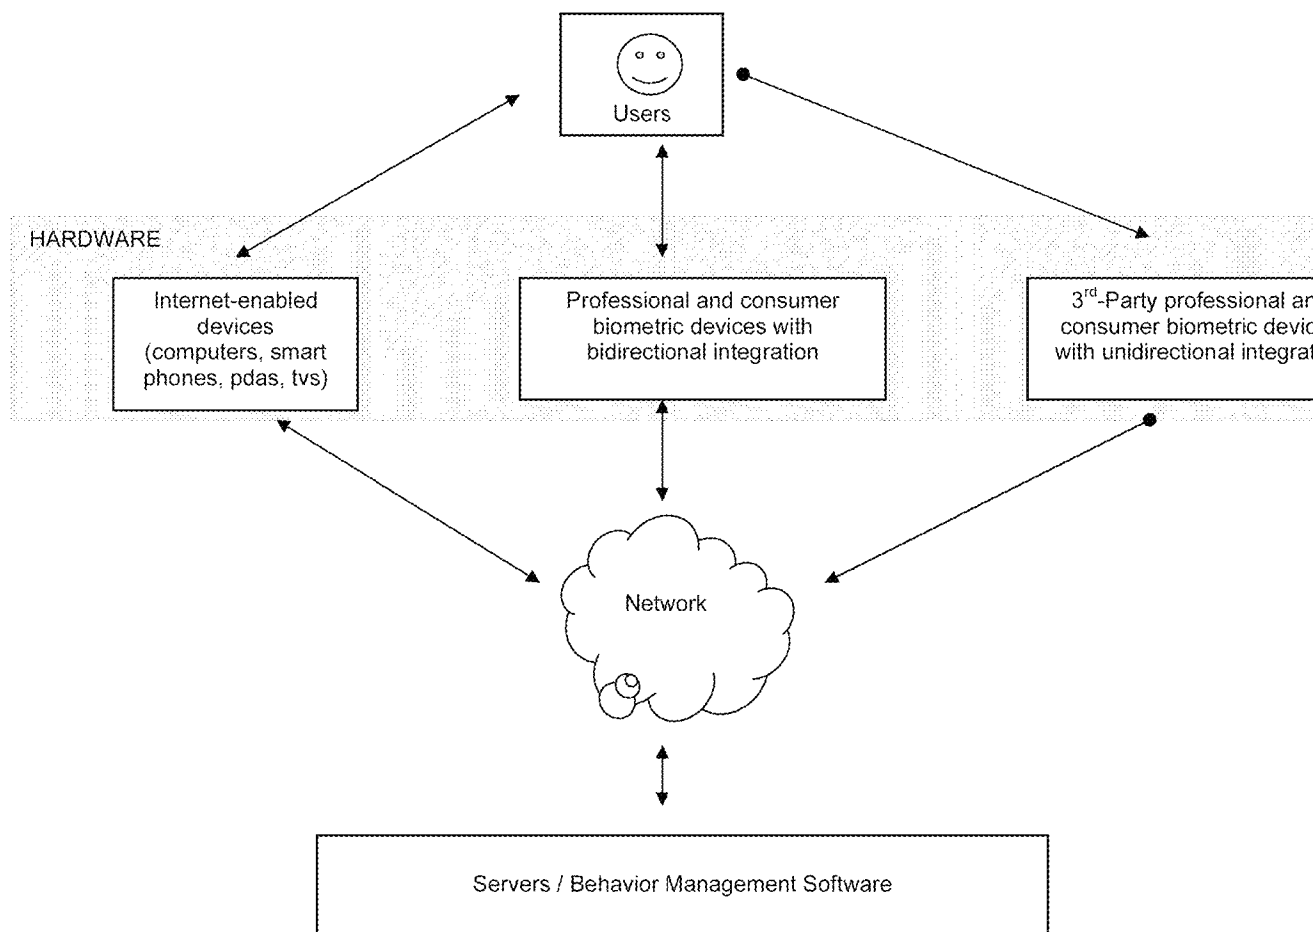 Users
HARDWARE
Internet-enabled
devices
(computers, smart
phones, pdas, tvs)
Professional and consumer
biometric devices with
bidirectional integration
3rd-Party professional an
consumer biometric devic
with unidirectional integrat
Network
Servers / Behavior Management Software